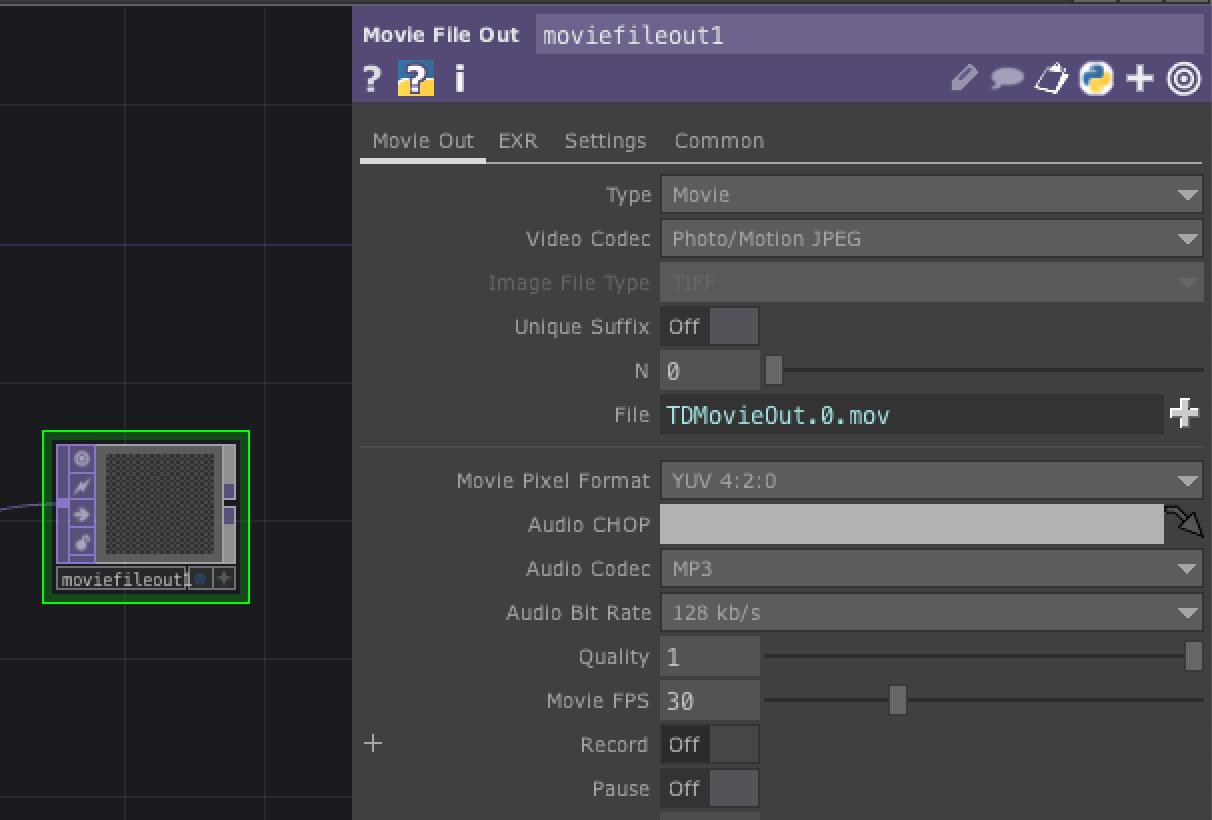 Movie File Out moviefileout1
? ? i
Movie Out EXR Settings Common
Type Movie
Video Codec Photo/Motion JPEG
Image File Type TIFF
Unique Suffix Off
N 0
File TDMovieOut.0.mov
Movie Pixel Format YUV 4:2:0
Audio CHOP
Audio Codec MP3
Audio Bit Rate 128 kb/s
Quality 1
Movie FPS 30
Record Off
Pause Off
moviefileout1